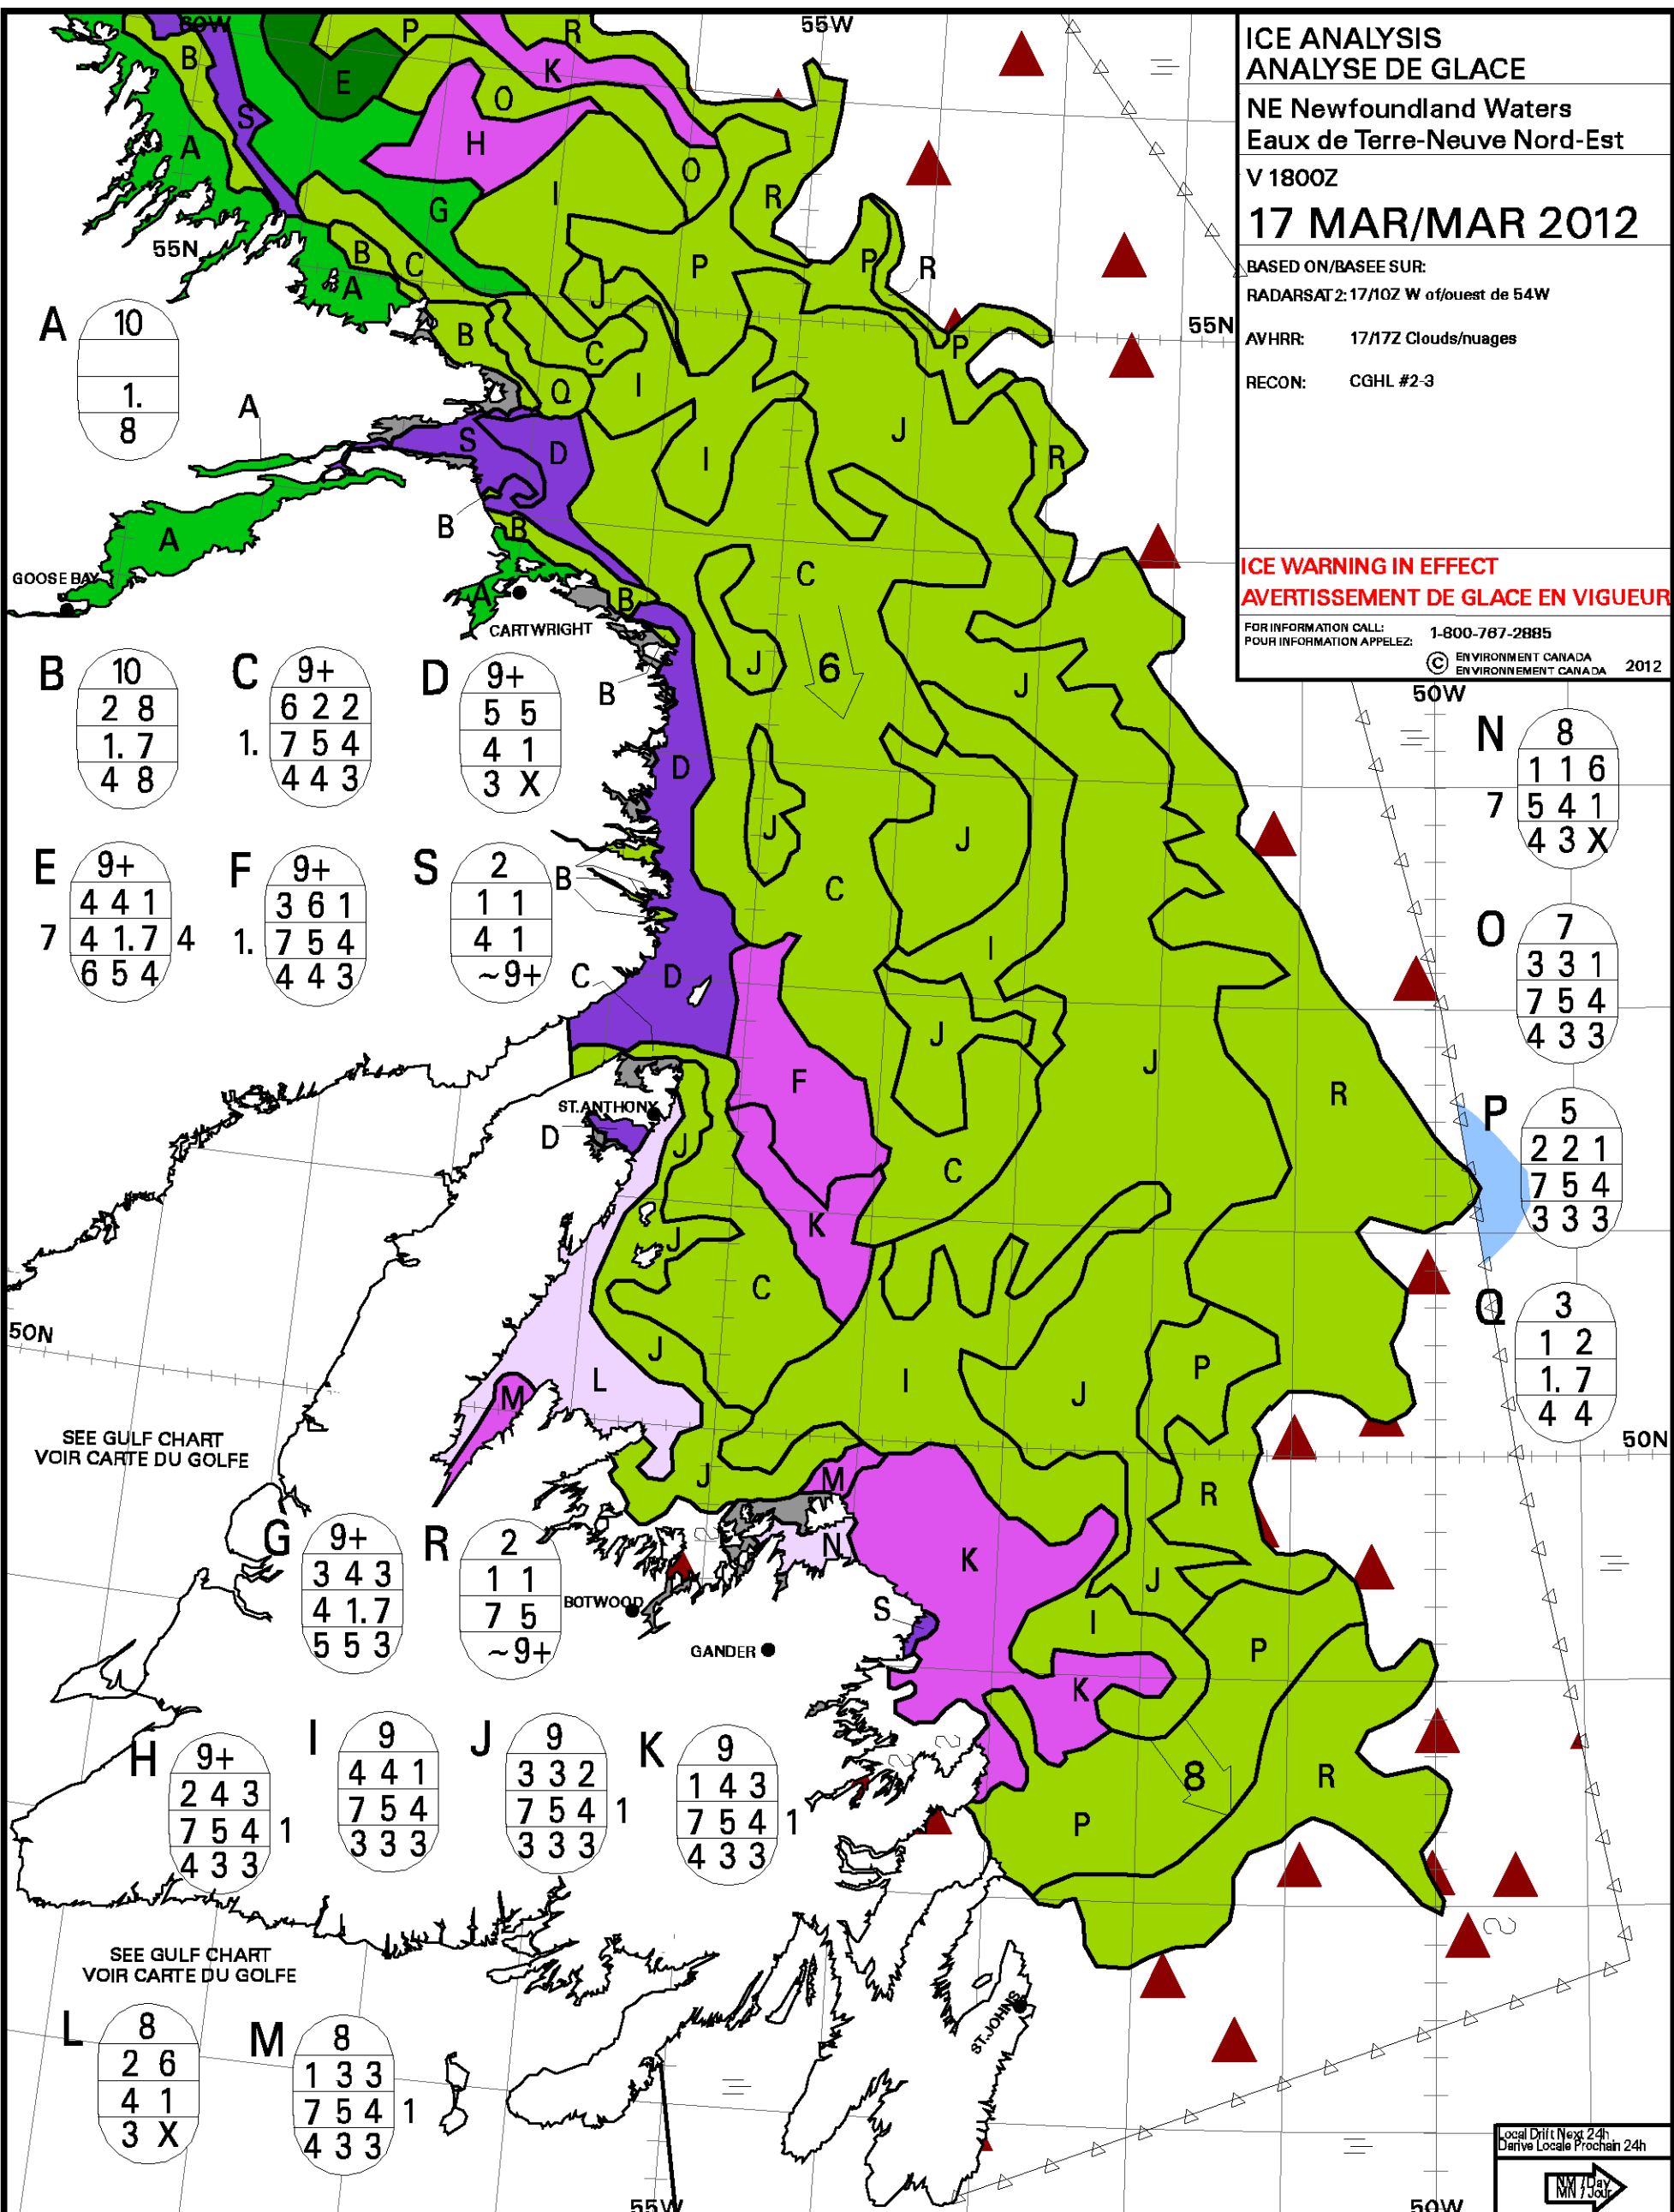 ICE ANALYSIS
ANALYSE DE GLACE
NE Newfoundland Waters
Eaux de Terre-Neuve Nord-Est
V 1800Z
17 MAR/MAR 2012
BASED ON/BASEE SUR:
RADARSAT2: 17/10Z W of/ouest de 54W
AVHRR: 17/17Z Clouds/nuages
RECON: CGHL #2-3
ICE WARNING IN EFFECT
AVERTISSEMENT DE GLACE EN VIGUEUR
FOR INFORMATION CALL:
POUR INFORMATION APPELEZ: 1-800-767-2885
© ENVIRONMENT CANADA
ENVIRONNEMENT CANADA 2012
60W
55W
B
P
R
E
K
S
O
H
A
O
I
R
G
55N
B
C
P
P
R
A
J
55N
B
C
P
Q
I
J
A
S
D
I
R
A
B
B
GOOSE BAY
A
CARTWRIGHT
B
C
J
6
J
B
D
J
J
B
C
D
C
I
J
J
F
R
ST.ANTHONY
D
J
C
K
J
C
J
P
M
L
I
J
50N
50N
SEE GULF CHART
VOIR CARTE DU GOLFE
J
M
R
N
K
J
BOTWOOD
S
I
P
GANDER
K
8
R
P
SEE GULF CHART
VOIR CARTE DU GOLFE
ST.JOHNS
50W
55W
50W
A
10
1.
8
B
10
2 8
1. 7
4 8
C
9+
6 2 2
1. 7 5 4
4 4 3
D
9+
5 5
4 1
3 X
E
9+
4 4 1
7 4 1. 7 4
6 5 4
F
9+
3 6 1
1. 7 5 4
4 4 3
S
2
1 1
4 1
~9+
N
8
1 1 6
7 5 4 1
4 3 X
O
7
3 3 1
7 5 4
4 3 3
P
5
2 2 1
7 5 4
3 3 3
Q
3
1 2
1. 7
4 4
G
9+
3 4 3
4 1. 7
5 5 3
R
2
1 1
7 5
~9+
H
9+
2 4 3
7 5 4 1
4 3 3
I
9
4 4 1
7 5 4
3 3 3
J
9
3 3 2
7 5 4 1
3 3 3
K
9
1 4 3
7 5 4 1
4 3 3
L
8
2 6
4 1
3 X
M
8
1 3 3
7 5 4 1
4 3 3
Local Drift Next 24h
Derive Locale Prochain 24h
NM / Day
MN / Jour